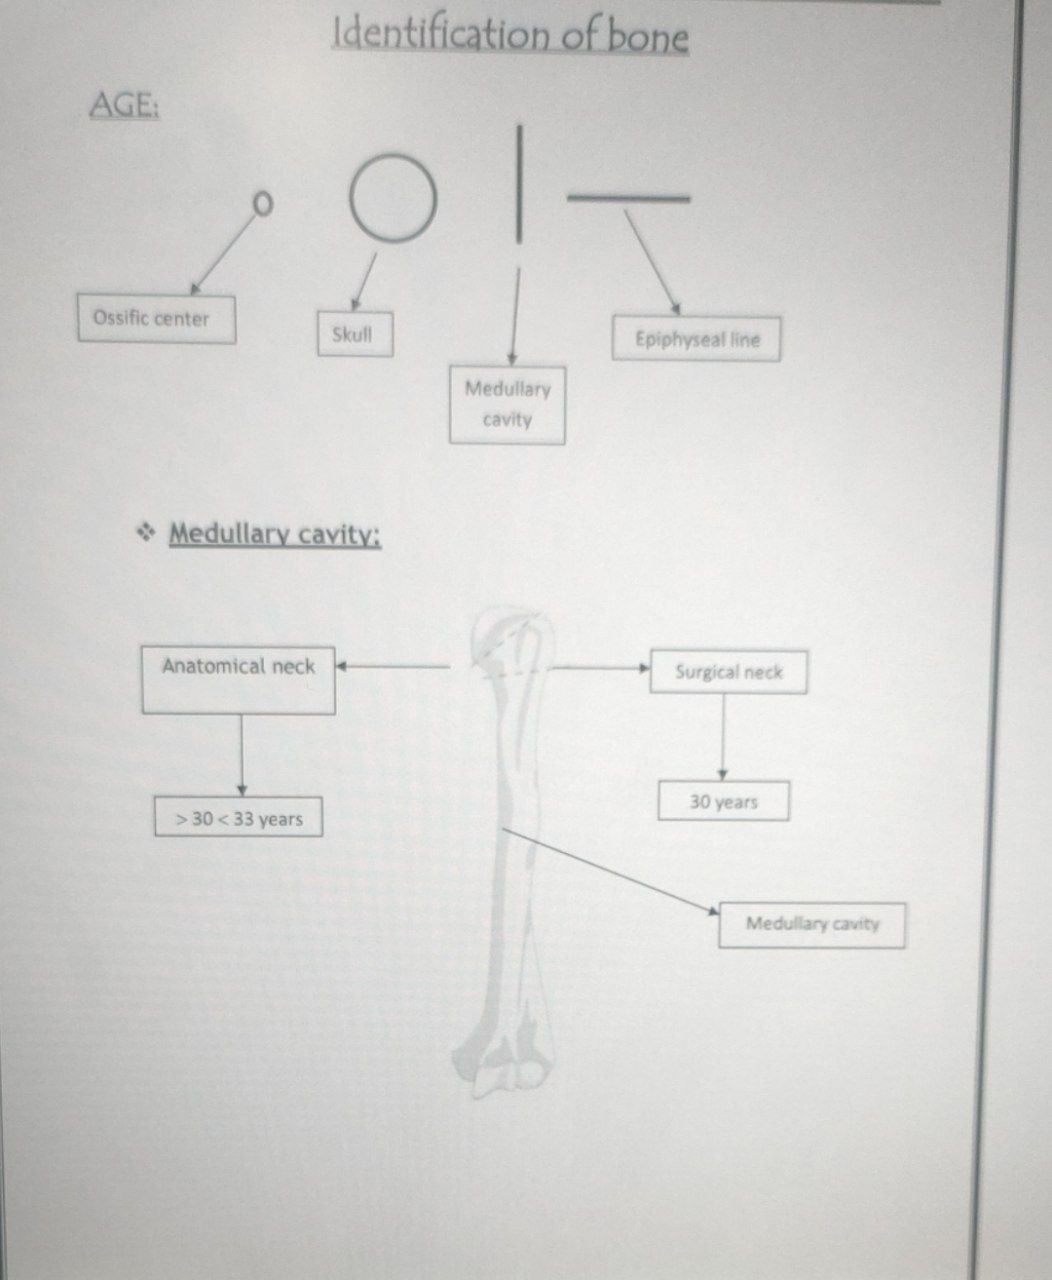 Identification of bone
AGE:
Ossific center
Skull
Medullary
cavity
Epiphyseal line
❖ Medullary cavity:
Anatomical neck
Surgical neck
> 30 < 33 years
30 years
Medullary cavity